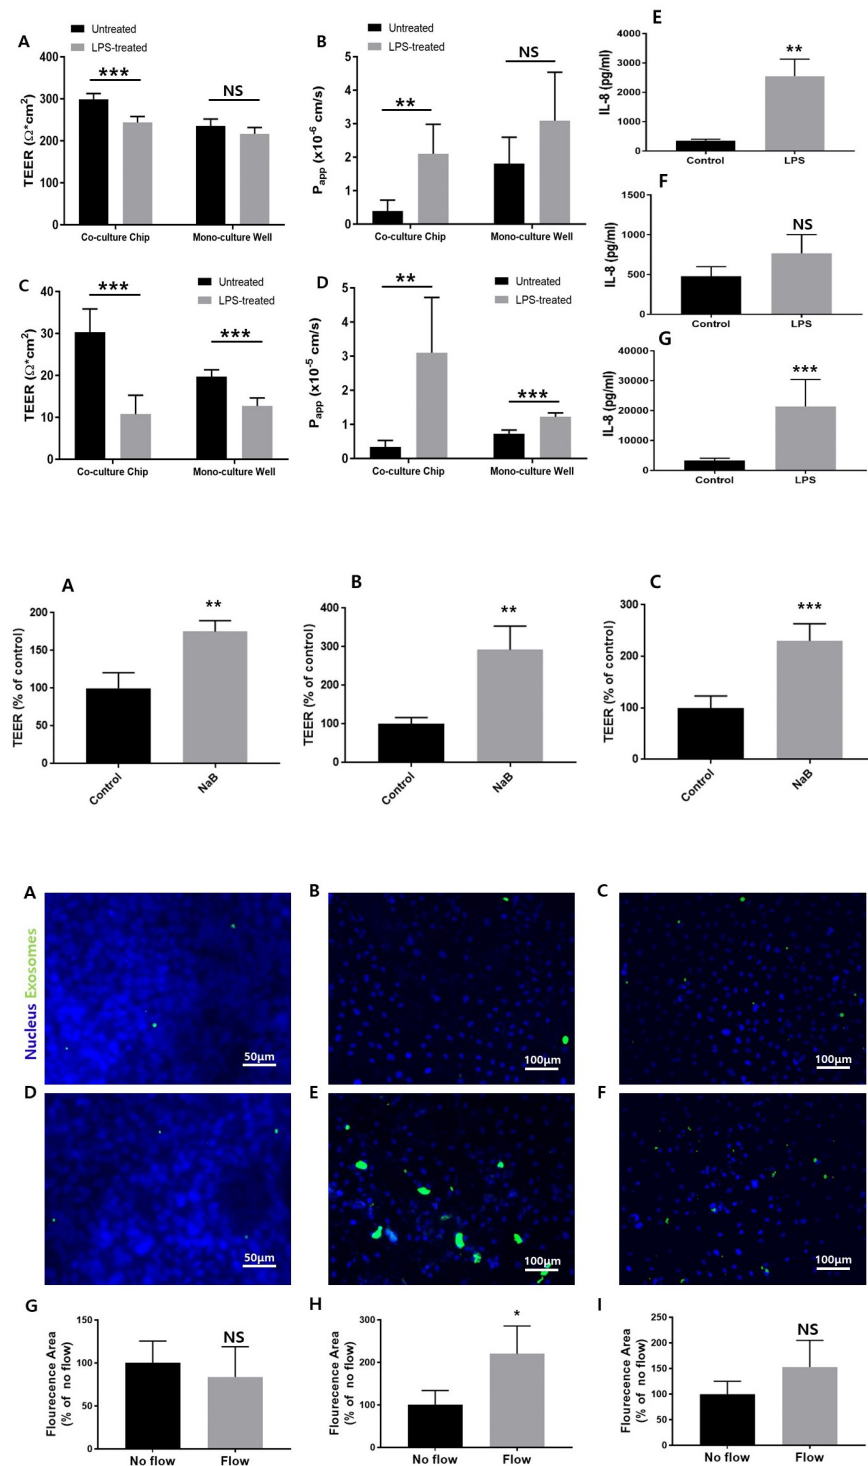 A
Untreated
LPS-treated
TEER (Ω*cm2)
400
300
200
100
0
***
NS
Co-culture Chip
Mono-culture Well
B
Untreated
LPS-treated
Papp (x10-6 cm/s)
5
4
3
2
1
0
**
NS
Co-culture Chip
Mono-culture Well
E
IL-8 (pg/ml)
4000
3000
2000
1000
0
**
Control
LPS
F
IL-8 (pg/ml)
1500
1000
500
0
NS
Control
LPS
C
Untreated
LPS-treated
TEER (Ω*cm2)
40
30
20
10
0
***
***
Co-culture Chip
Mono-culture Well
D
Untreated
LPS-treated
Papp (x10-5 cm/s)
5
4
3
2
1
0
**
***
Co-culture Chip
Mono-culture Well
G
IL-8 (pg/ml)
40000
30000
20000
10000
0
***
Control
LPS
A
TEER (% of control)
200
150
100
50
0
**
Control
NaB
B
TEER (% of control)
400
300
200
100
0
**
Control
NaB
C
TEER (% of control)
300
200
100
0
***
Control
NaB
Nucleus Exosomes
A
50μm
B
100μm
C
100μm
D
50μm
E
100μm
F
100μm
G
Flourecence Area
(% of no flow)
150
100
50
0
NS
No flow
Flow
H
Flourecence Area
(% of no flow)
300
200
100
0
*
No flow
Flow
I
Flourecence Area
(% of no flow)
250
200
150
100
50
0
NS
No flow
Flow